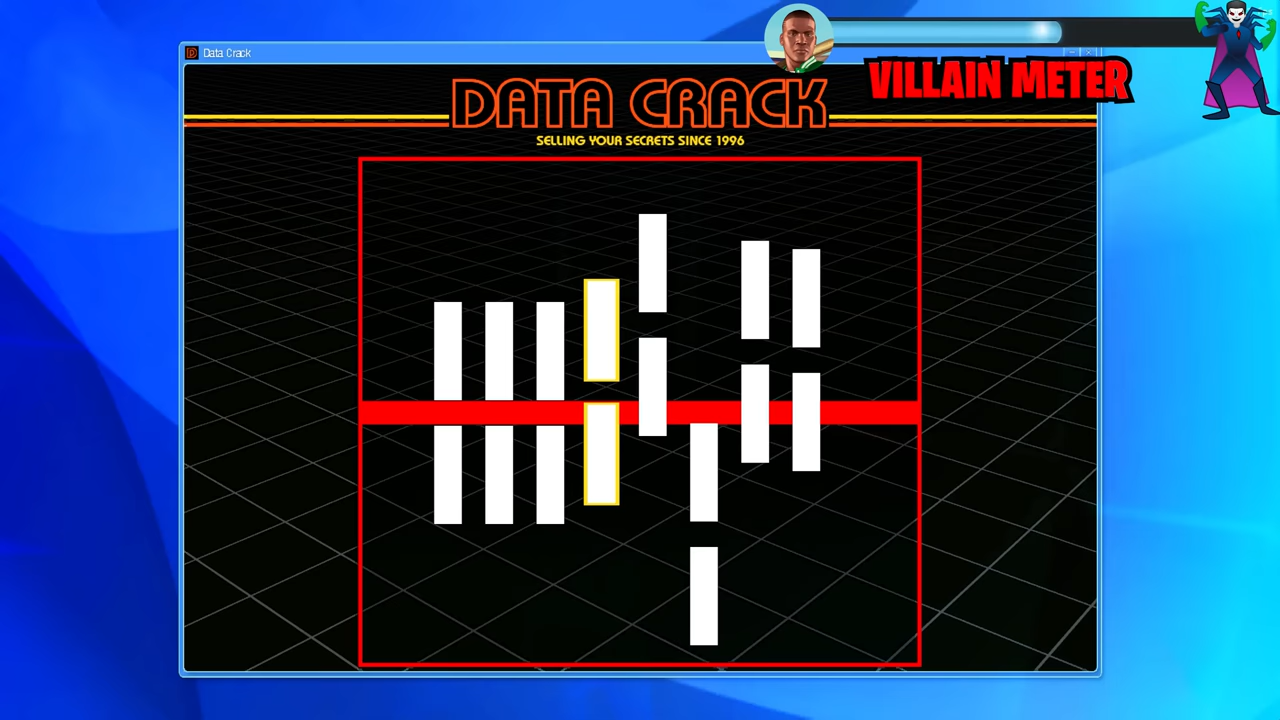 Data Crack
VILLAIN METER
DATA CRACK
SELLING YOUR SECRETS SINCE 1996